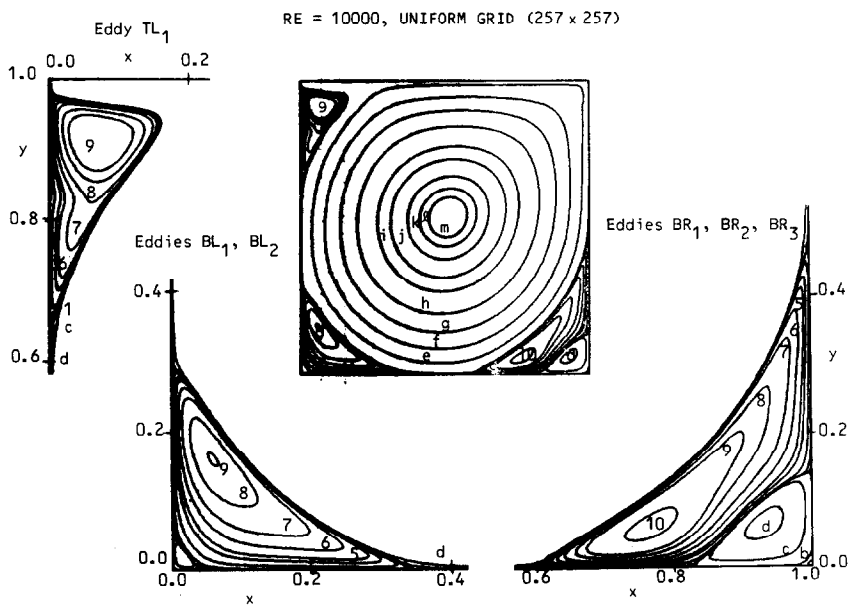 RE = 10000, UNIFORM GRID (257 x 257)
Eddy TL1
x
0.0 0.2
1.0
y
0.8
0.6
9
8
7
6
1
c
d
9
i j k ℓ
m
h
g
f
e
10
Eddies BL1, BL2
0.4
0.2
0.0
9
8
7
6
5
d
0.0 0.2 0.4
x
Eddies BR1, BR2, BR3
0.4
y
0.2
0.0
5
6
7
8
9
10
d
c b
0.6 0.8 1.0
x